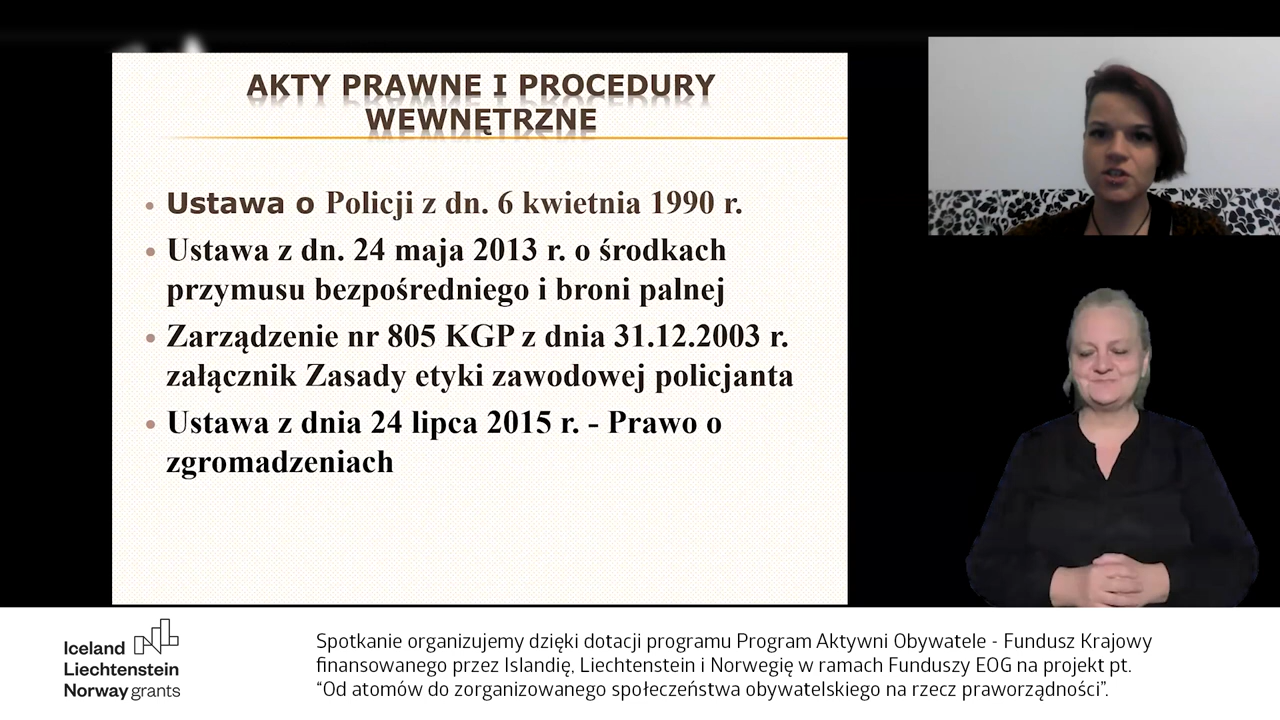 AKTY PRAWNE I PROCEDURY
WEWNĘTRZNE
• Ustawa o Policji z dn. 6 kwietnia 1990 r.
• Ustawa z dn. 24 maja 2013 r. o środkach
przymusu bezpośredniego i broni palnej
• Zarządzenie nr 805 KGP z dnia 31.12.2003 r.
załącznik Zasady etyki zawodowej policjanta
• Ustawa z dnia 24 lipca 2015 r. - Prawo o
zgromadzeniach
Iceland
Liechtenstein
Norway grants
Spotkanie organizujemy dzięki dotacji programu Program Aktywni Obywatele - Fundusz Krajowy
finansowanego przez Islandię, Liechtenstein i Norwegię w ramach Funduszy EOG na projekt pt.
“Od atomów do zorganizowanego społeczeństwa obywatelskiego na rzecz praworządności”.